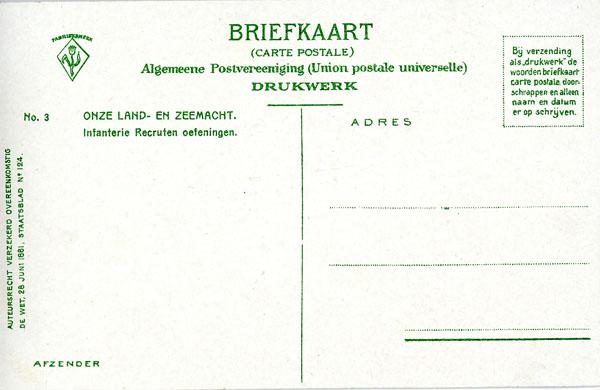 FABRIEKSMERK
BRIEFKAART
(CARTE POSTALE)
Algemeene Postvereeniging (Union postale universelle)
DRUKWERK
Bij verzending
als „drukwerk” de
woorden briefkaart
carte postale door-
schrappen en alleen
naam en datum
er op schrijven.
No. 3 ONZE LAND- EN ZEEMACHT.
Infanterie Recruten oefeningen.
ADRES
AUTEURSRECHT VERZEKERD OVEREENKOMSTIG
DE WET, 28 JUNI 1881, STAATSBLAD No 124.
AFZENDER